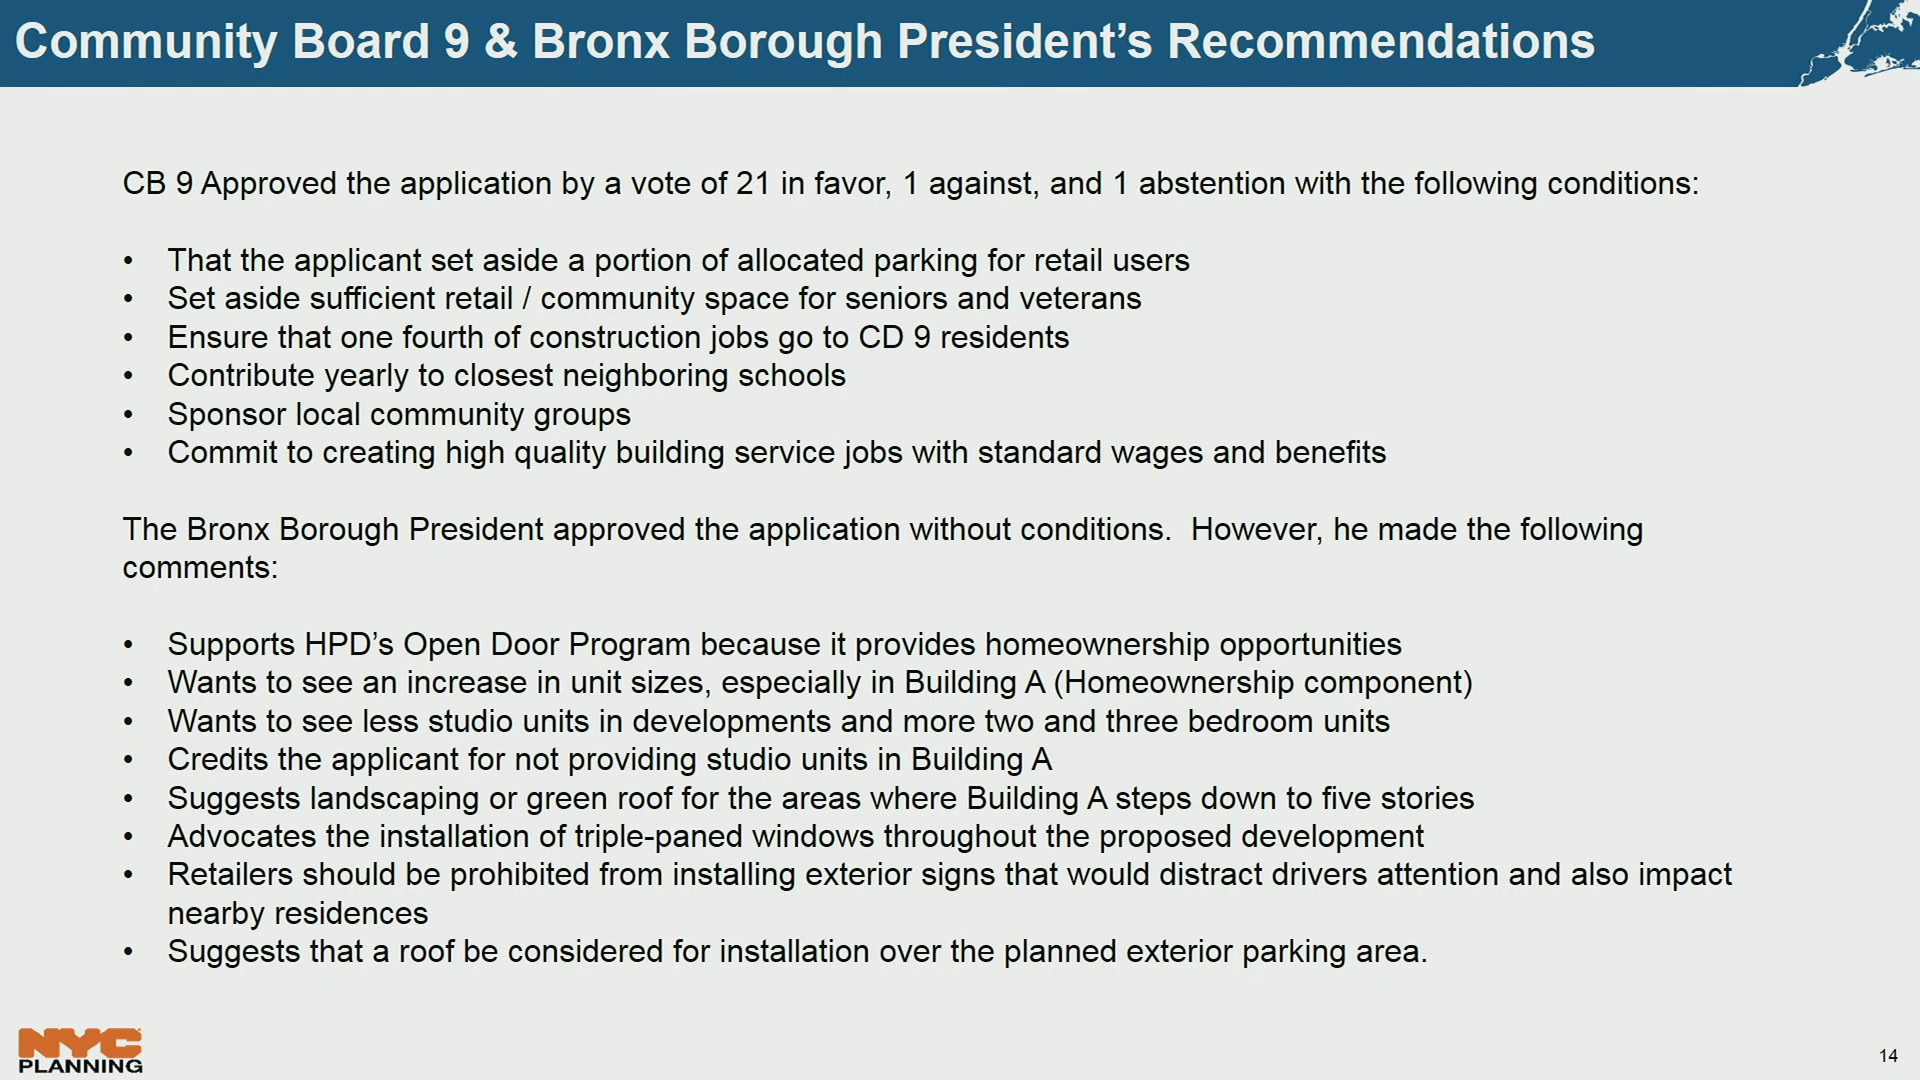 Community Board 9 & Bronx Borough President’s Recommendations
CB 9 Approved the application by a vote of 21 in favor, 1 against, and 1 abstention with the following conditions:
• That the applicant set aside a portion of allocated parking for retail users
• Set aside sufficient retail / community space for seniors and veterans
• Ensure that one fourth of construction jobs go to CD 9 residents
• Contribute yearly to closest neighboring schools
• Sponsor local community groups
• Commit to creating high quality building service jobs with standard wages and benefits
The Bronx Borough President approved the application without conditions.  However, he made the following
comments:
• Supports HPD’s Open Door Program because it provides homeownership opportunities
• Wants to see an increase in unit sizes, especially in Building A (Homeownership component)
• Wants to see less studio units in developments and more two and three bedroom units
• Credits the applicant for not providing studio units in Building A
• Suggests landscaping or green roof for the areas where Building A steps down to five stories
• Advocates the installation of triple-paned windows throughout the proposed development
• Retailers should be prohibited from installing exterior signs that would distract drivers attention and also impact
nearby residences
• Suggests that a roof be considered for installation over the planned exterior parking area.
NYC
PLANNING
14